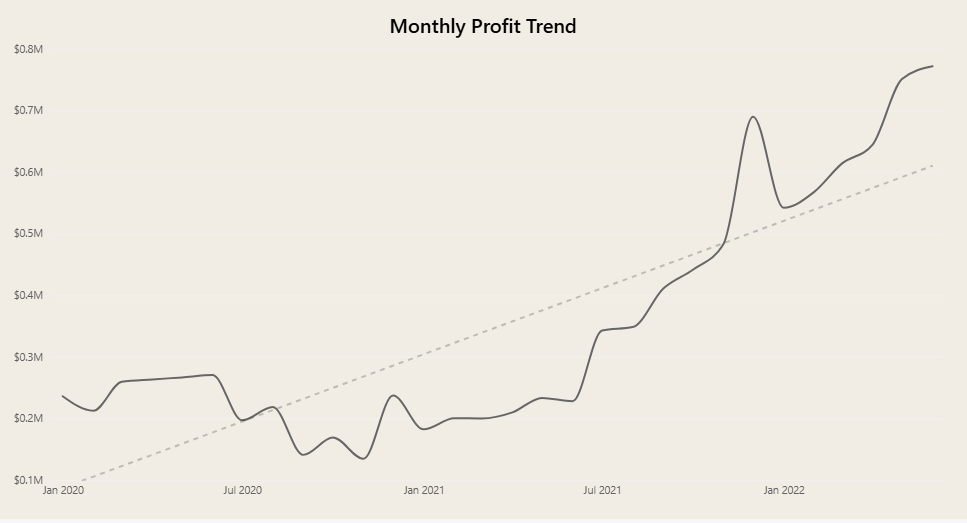 Monthly Profit Trend
$0.8M
$0.7M
$0.6M
$0.5M
$0.4M
$0.3M
$0.2M
$0.1M
Jan 2020 Jul 2020 Jan 2021 Jul 2021 Jan 2022